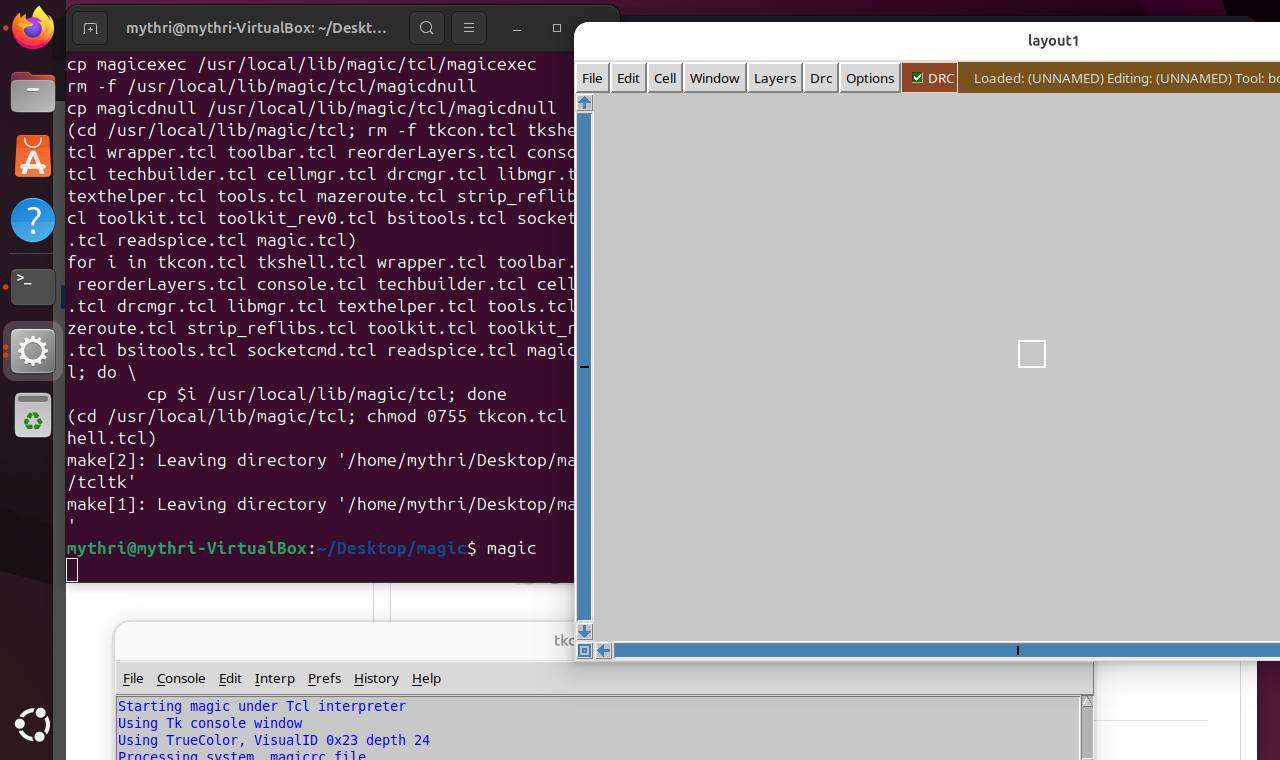 mythri@mythri-VirtualBox: ~/Deskt...
cp magicexec /usr/local/lib/magic/tcl/magicexec
rm -f /usr/local/lib/magic/tcl/magicdnull
cp magicdnull /usr/local/lib/magic/tcl/magicdnull
(cd /usr/local/lib/magic/tcl; rm -f tkcon.tcl tkshe
tcl wrapper.tcl toolbar.tcl reorderLayers.tcl conso
tcl techbuilder.tcl cellmgr.tcl drcmgr.tcl libmgr.t
texthelper.tcl tools.tcl mazeroute.tcl strip_reflib
cl toolkit.tcl toolkit_rev0.tcl bsitools.tcl socket
.tcl readspice.tcl magic.tcl)
for i in tkcon.tcl tkshell.tcl wrapper.tcl toolbar.
reorderLayers.tcl console.tcl techbuilder.tcl cell
.tcl drcmgr.tcl libmgr.tcl texthelper.tcl tools.tcl
zeroute.tcl strip_reflibs.tcl toolkit.tcl toolkit_r
.tcl bsitools.tcl socketcmd.tcl readspice.tcl magic
l; do \
cp $i /usr/local/lib/magic/tcl; done
(cd /usr/local/lib/magic/tcl; chmod 0755 tkcon.tcl
hell.tcl)
make[2]: Leaving directory '/home/mythri/Desktop/ma
/tcltk'
make[1]: Leaving directory '/home/mythri/Desktop/ma
'
mythri@mythri-VirtualBox:~/Desktop/magic$ magic
layout1
File Edit Cell Window Layers Drc Options DRC Loaded: (UNNAMED) Editing: (UNNAMED) Tool: bo
tkc
File Console Edit Interp Prefs History Help
Starting magic under Tcl interpreter
Using Tk console window
Using TrueColor, VisualID 0x23 depth 24
Processing system .magicrc file